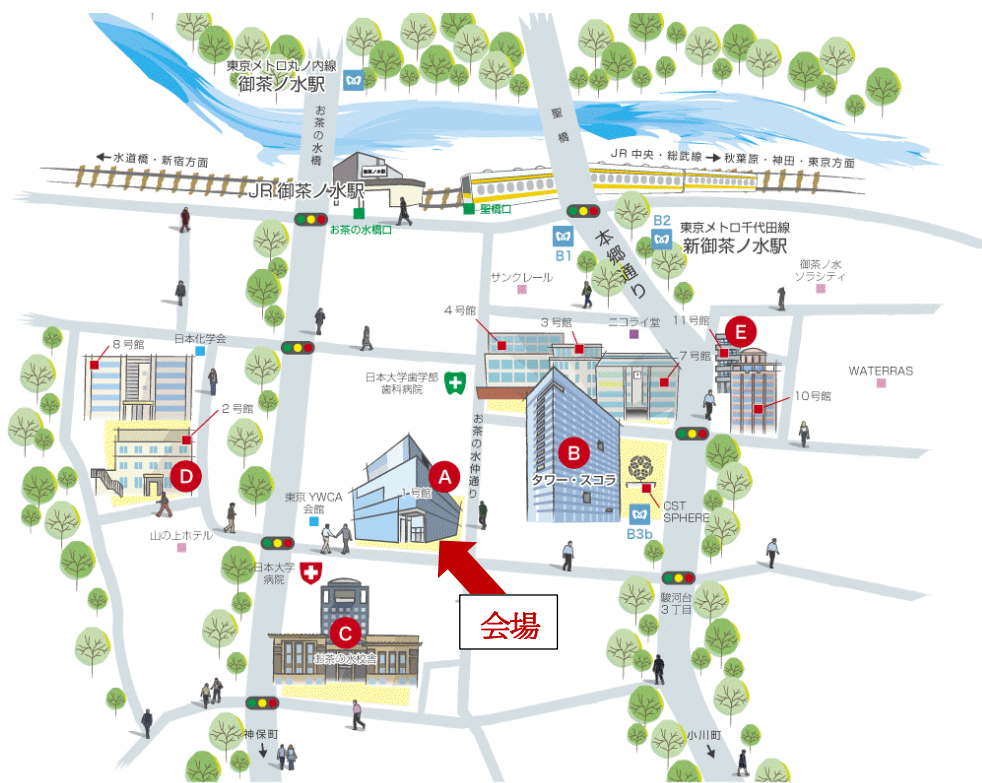 東京メトロ丸ノ内線
御茶ノ水駅
お茶の水橋
聖橋
←水道橋・新宿方面
JR 中央・総武線→秋葉原・神田・東京方面
御茶ノ水駅
JR 御茶ノ水駅
お茶の水橋口
聖橋口
B1
本郷通り
B2
東京メトロ千代田線
新御茶ノ水駅
サンクレール
御茶ノ水
ソラシティ
4号館
3号館
ニコライ堂
11号館
E
7号館
8号館
日本化学会
日本大学歯学部
歯科病院
WATERRAS
10号館
2号館
D
お茶の水仲通り
A
1号館
B
タワー・スコラ
CST
SPHERE
B3b
東京 YWCA
会館
山の上ホテル
日本大学
病院
会場
駿河台
3丁目
C
お茶の水校舎
神保町
小川町